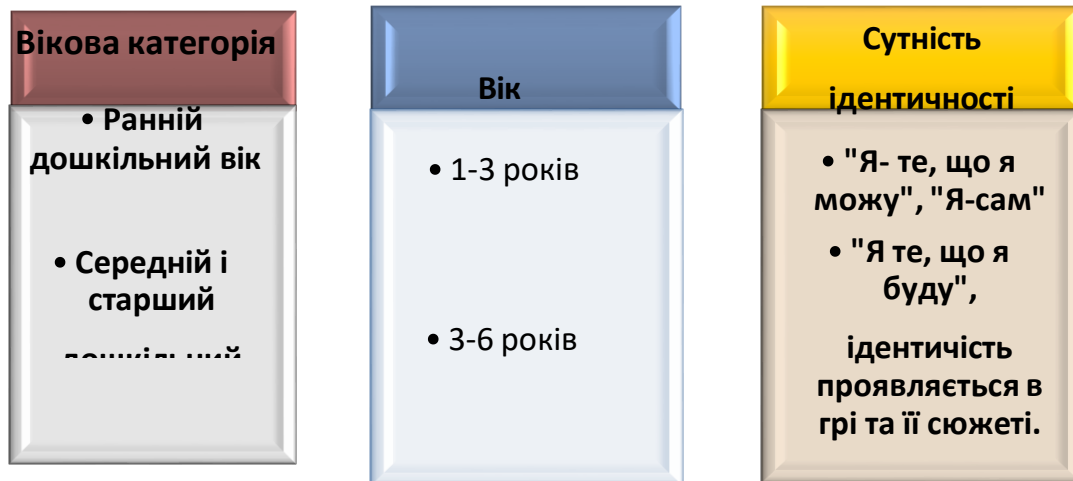 Вікова категорія
• Ранній
дошкільний вік
• Середній і
старший
дошкільний
Вік
• 1-3 років
• 3-6 років
Сутність
ідентичності
• "Я- те, що я
можу", "Я-сам"
• "Я те, що я
буду",
ідентичість
проявляється в
грі та її сюжеті.